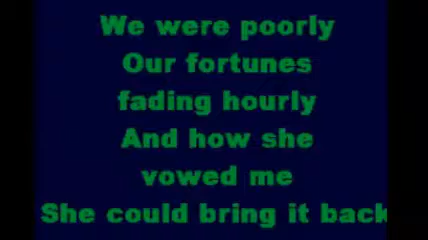 We were poorly
Our fortunes
fading hourly
And how she
vowed me
She could bring it back